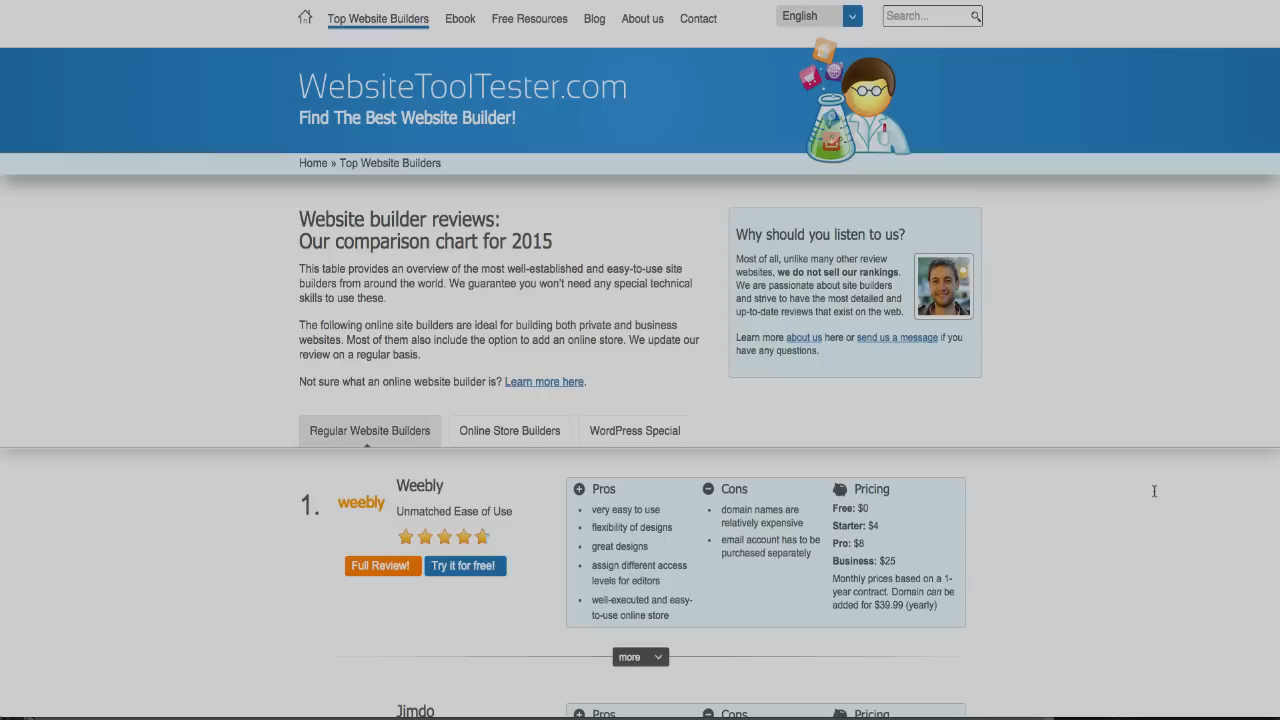 Top Website Builders Ebook Free Resources Blog About us Contact English Search...
WebsiteToolTester.com
Find The Best Website Builder!
Home » Top Website Builders
Website builder reviews:
Our comparison chart for 2015
This table provides an overview of the most well-established and easy-to-use site
builders from around the world. We guarantee you won't need any special technical
skills to use these.
The following online site builders are ideal for building both private and business
websites. Most of them also include the option to add an online store. We update our
review on a regular basis.
Not sure what an online website builder is? Learn more here.
Why should you listen to us?
Most of all, unlike many other review
websites, we do not sell our rankings.
We are passionate about site builders
and strive to have the most detailed and
up-to-date reviews that exist on the web.
Learn more about us here or send us a message if you
have any questions.
Regular Website Builders Online Store Builders WordPress Special
1.
weebly
Weebly
Unmatched Ease of Use
Full Review! Try it for free!
Pros
• very easy to use
• flexibility of designs
• great designs
• assign different access
levels for editors
• well-executed and easy-
to-use online store
Cons
• domain names are
relatively expensive
• email account has to be
purchased separately
Pricing
Free: $0
Starter: $4
Pro: $8
Business: $25
Monthly prices based on a 1-
year contract. Domain can be
added for $39.99 (yearly)
more
Jimdo
Pros Cons Pricing